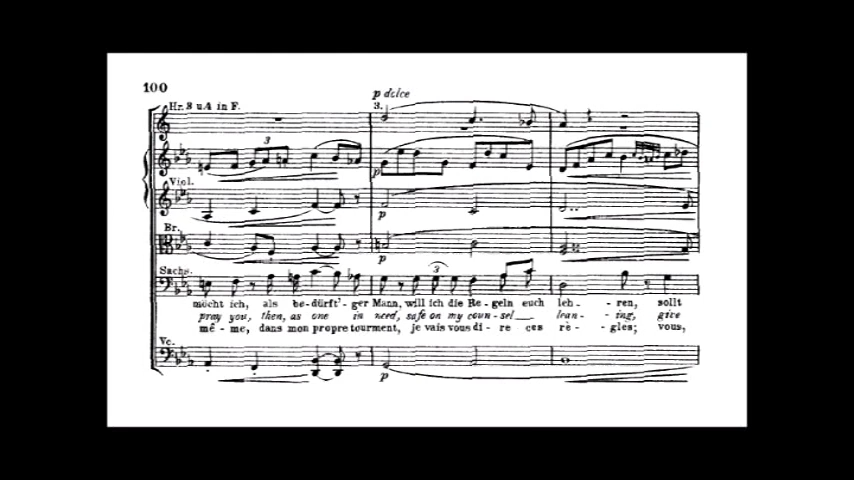 100
p dolce
Hr. 3 u.4 in F.
3.
3
p
Viol.
p
Br.
p
Sachs.
3
möcht ich, als be-dürft'-ger Mann, will ich die Re-geln euch leh--ren, sollt
pray you, then, as one in need, safe on my coun-sel lean--ing, give
mê-me, dans mon propre tourment, je vais vous di-re ces rè--gles; vous,
Vc.
p